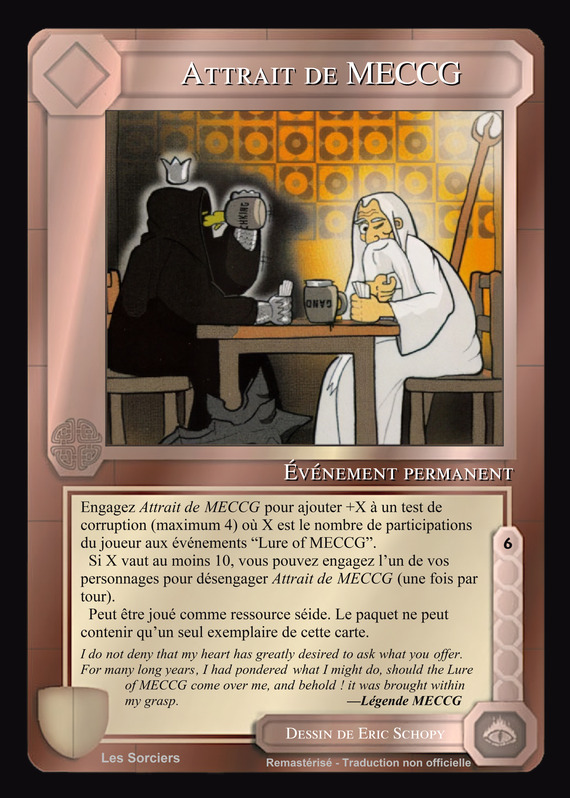 Attrait de MECCG
HKING
GAND
Événement permanent
Engagez Attrait de MECCG pour ajouter +X à un test de
corruption (maximum 4) où X est le nombre de participations
du joueur aux événements “Lure of MECCG”.
Si X vaut au moins 10, vous pouvez engagez l’un de vos
personnages pour désengager Attrait de MECCG (une fois par
tour).
Peut être joué comme ressource séide. Le paquet ne peut
contenir qu’un seul exemplaire de cette carte.
6
I do not deny that my heart has greatly desired to ask what you offer.
For many long years, I had pondered what I might do, should the Lure
of MECCG come over me, and behold ! it was brought within
my grasp. —Légende MECCG
Dessin de Eric Schopy
Les Sorciers
Remastérisé - Traduction non officielle